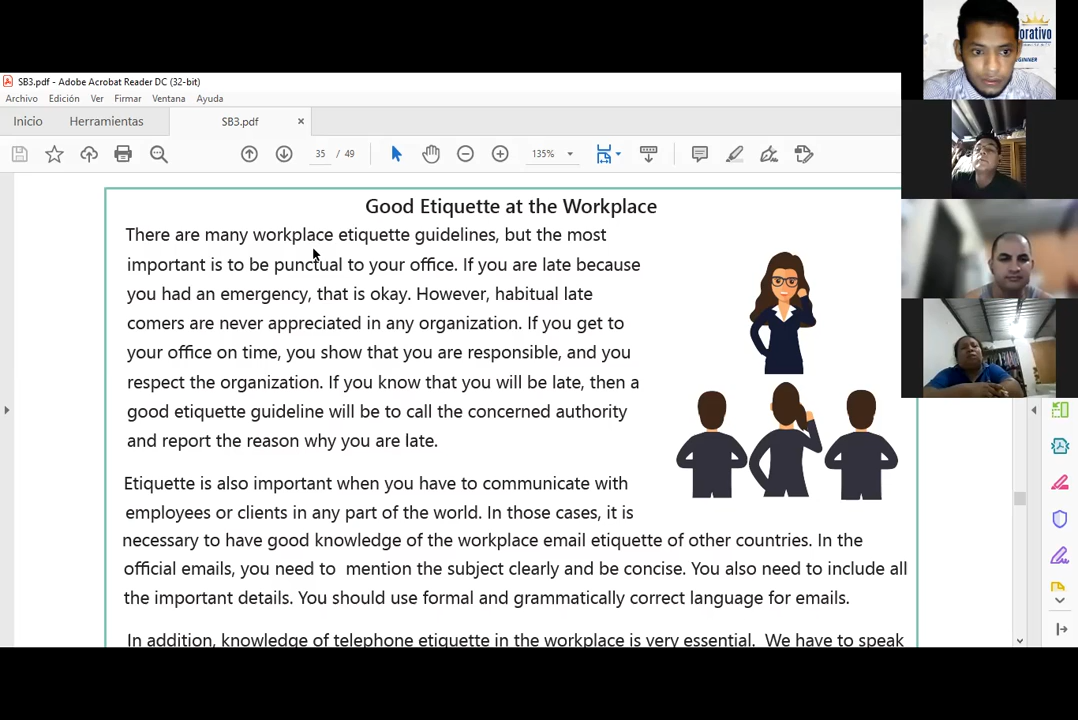 SB3.pdf - Adobe Acrobat Reader DC (32-bit)
Archivo Edición Ver Firmar Ventana Ayuda
Inicio Herramientas SB3.pdf ×
35 / 49 135%
Good Etiquette at the Workplace
There are many workplace etiquette guidelines, but the most
important is to be punctual to your office. If you are late because
you had an emergency, that is okay. However, habitual late
comers are never appreciated in any organization. If you get to
your office on time, you show that you are responsible, and you
respect the organization. If you know that you will be late, then a
good etiquette guideline will be to call the concerned authority
and report the reason why you are late.
Etiquette is also important when you have to communicate with
employees or clients in any part of the world. In those cases, it is
necessary to have good knowledge of the workplace email etiquette of other countries. In the
official emails, you need to mention the subject clearly and be concise. You also need to include all
the important details. You should use formal and grammatically correct language for emails.
In addition, knowledge of telephone etiquette in the workplace is very essential. We have to speak
orativo